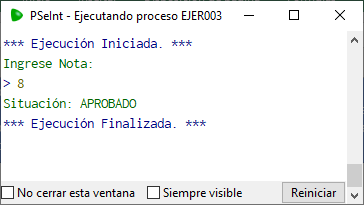 PSeInt - Ejecutando proceso EJER003
*** Ejecución Iniciada. ***
Ingrese Nota:
> 8
Situación: APROBADO
*** Ejecución Finalizada. ***
No cerrar esta ventana Siempre visible Reiniciar